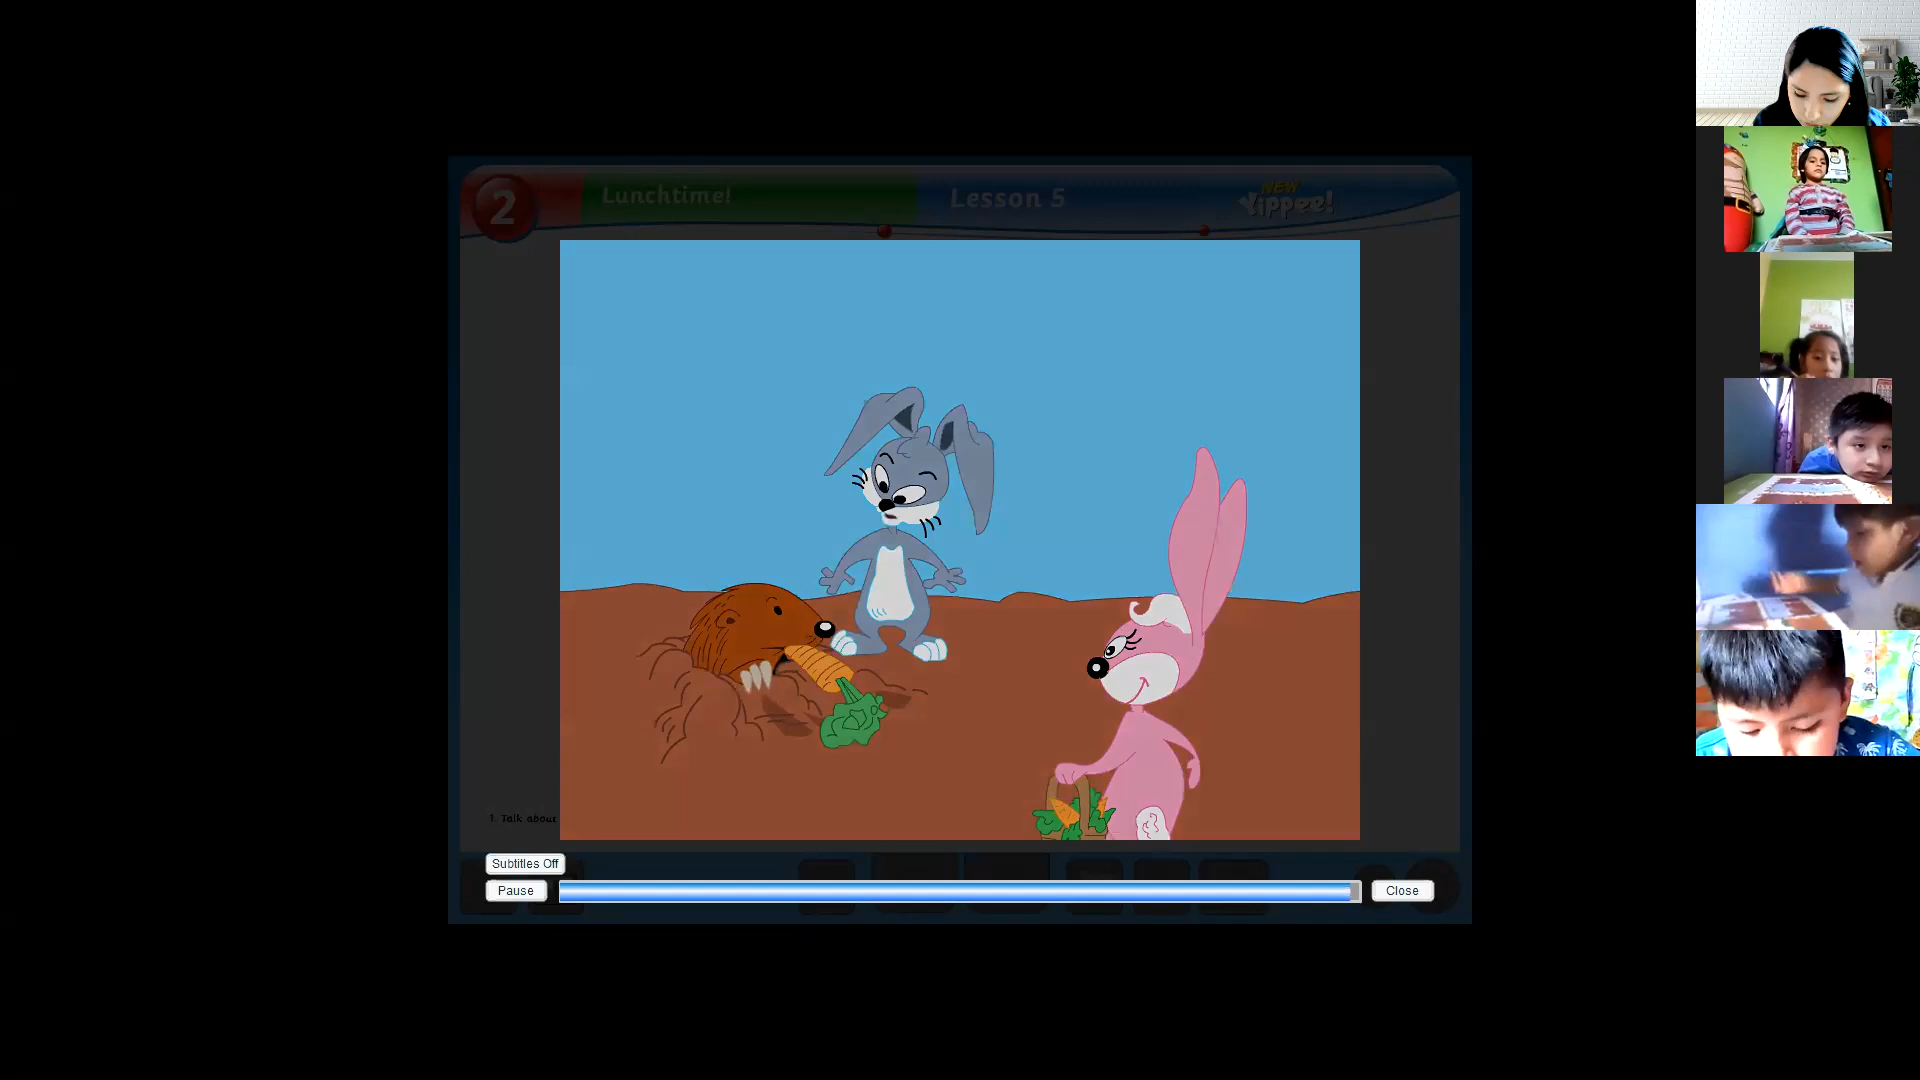 2 Lunchtime! Lesson 5 NEW Yippee!
1. Talk about
Subtitles Off
Pause Close